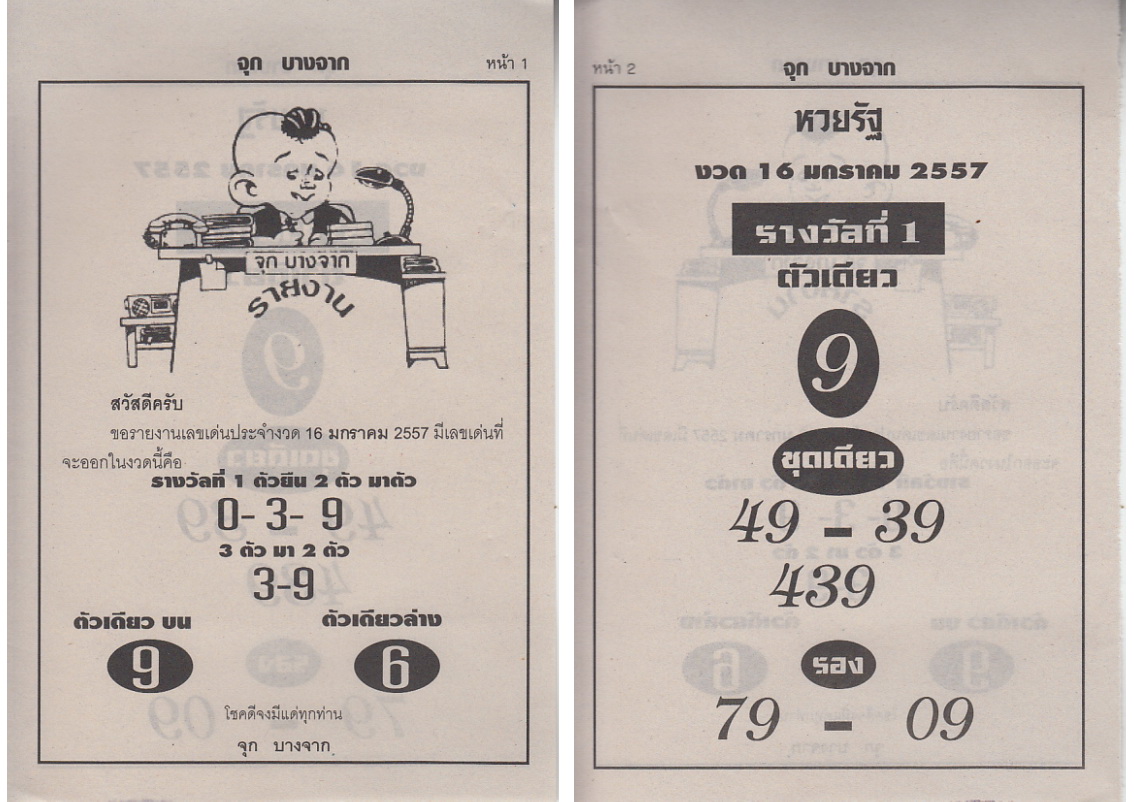 จุก บางจาก
หน้า 1
จุก บางจาก
รายงาน
สวัสดีครับ
ขอรายงานเลขเด่นประจำงวด 16 มกราคม 2557 มีเลขเด่นที่
จะออกในงวดนี้คือ
รางวัลที่ 1 ตัวยืน 2 ตัว มาตัว
0- 3- 9
3 ตัว มา 2 ตัว
3-9
ตัวเดียว บน ตัวเดียวล่าง
9 6
โชคดีจงมีแด่ทุกท่าน
จุก บางจาก
หน้า 2
จุก บางจาก
หวยรัฐ
งวด 16 มกราคม 2557
รางวัลที่ 1
ตัวเดียว
9
ชุดเดียว
49 - 39
439
รอง
79 - 09